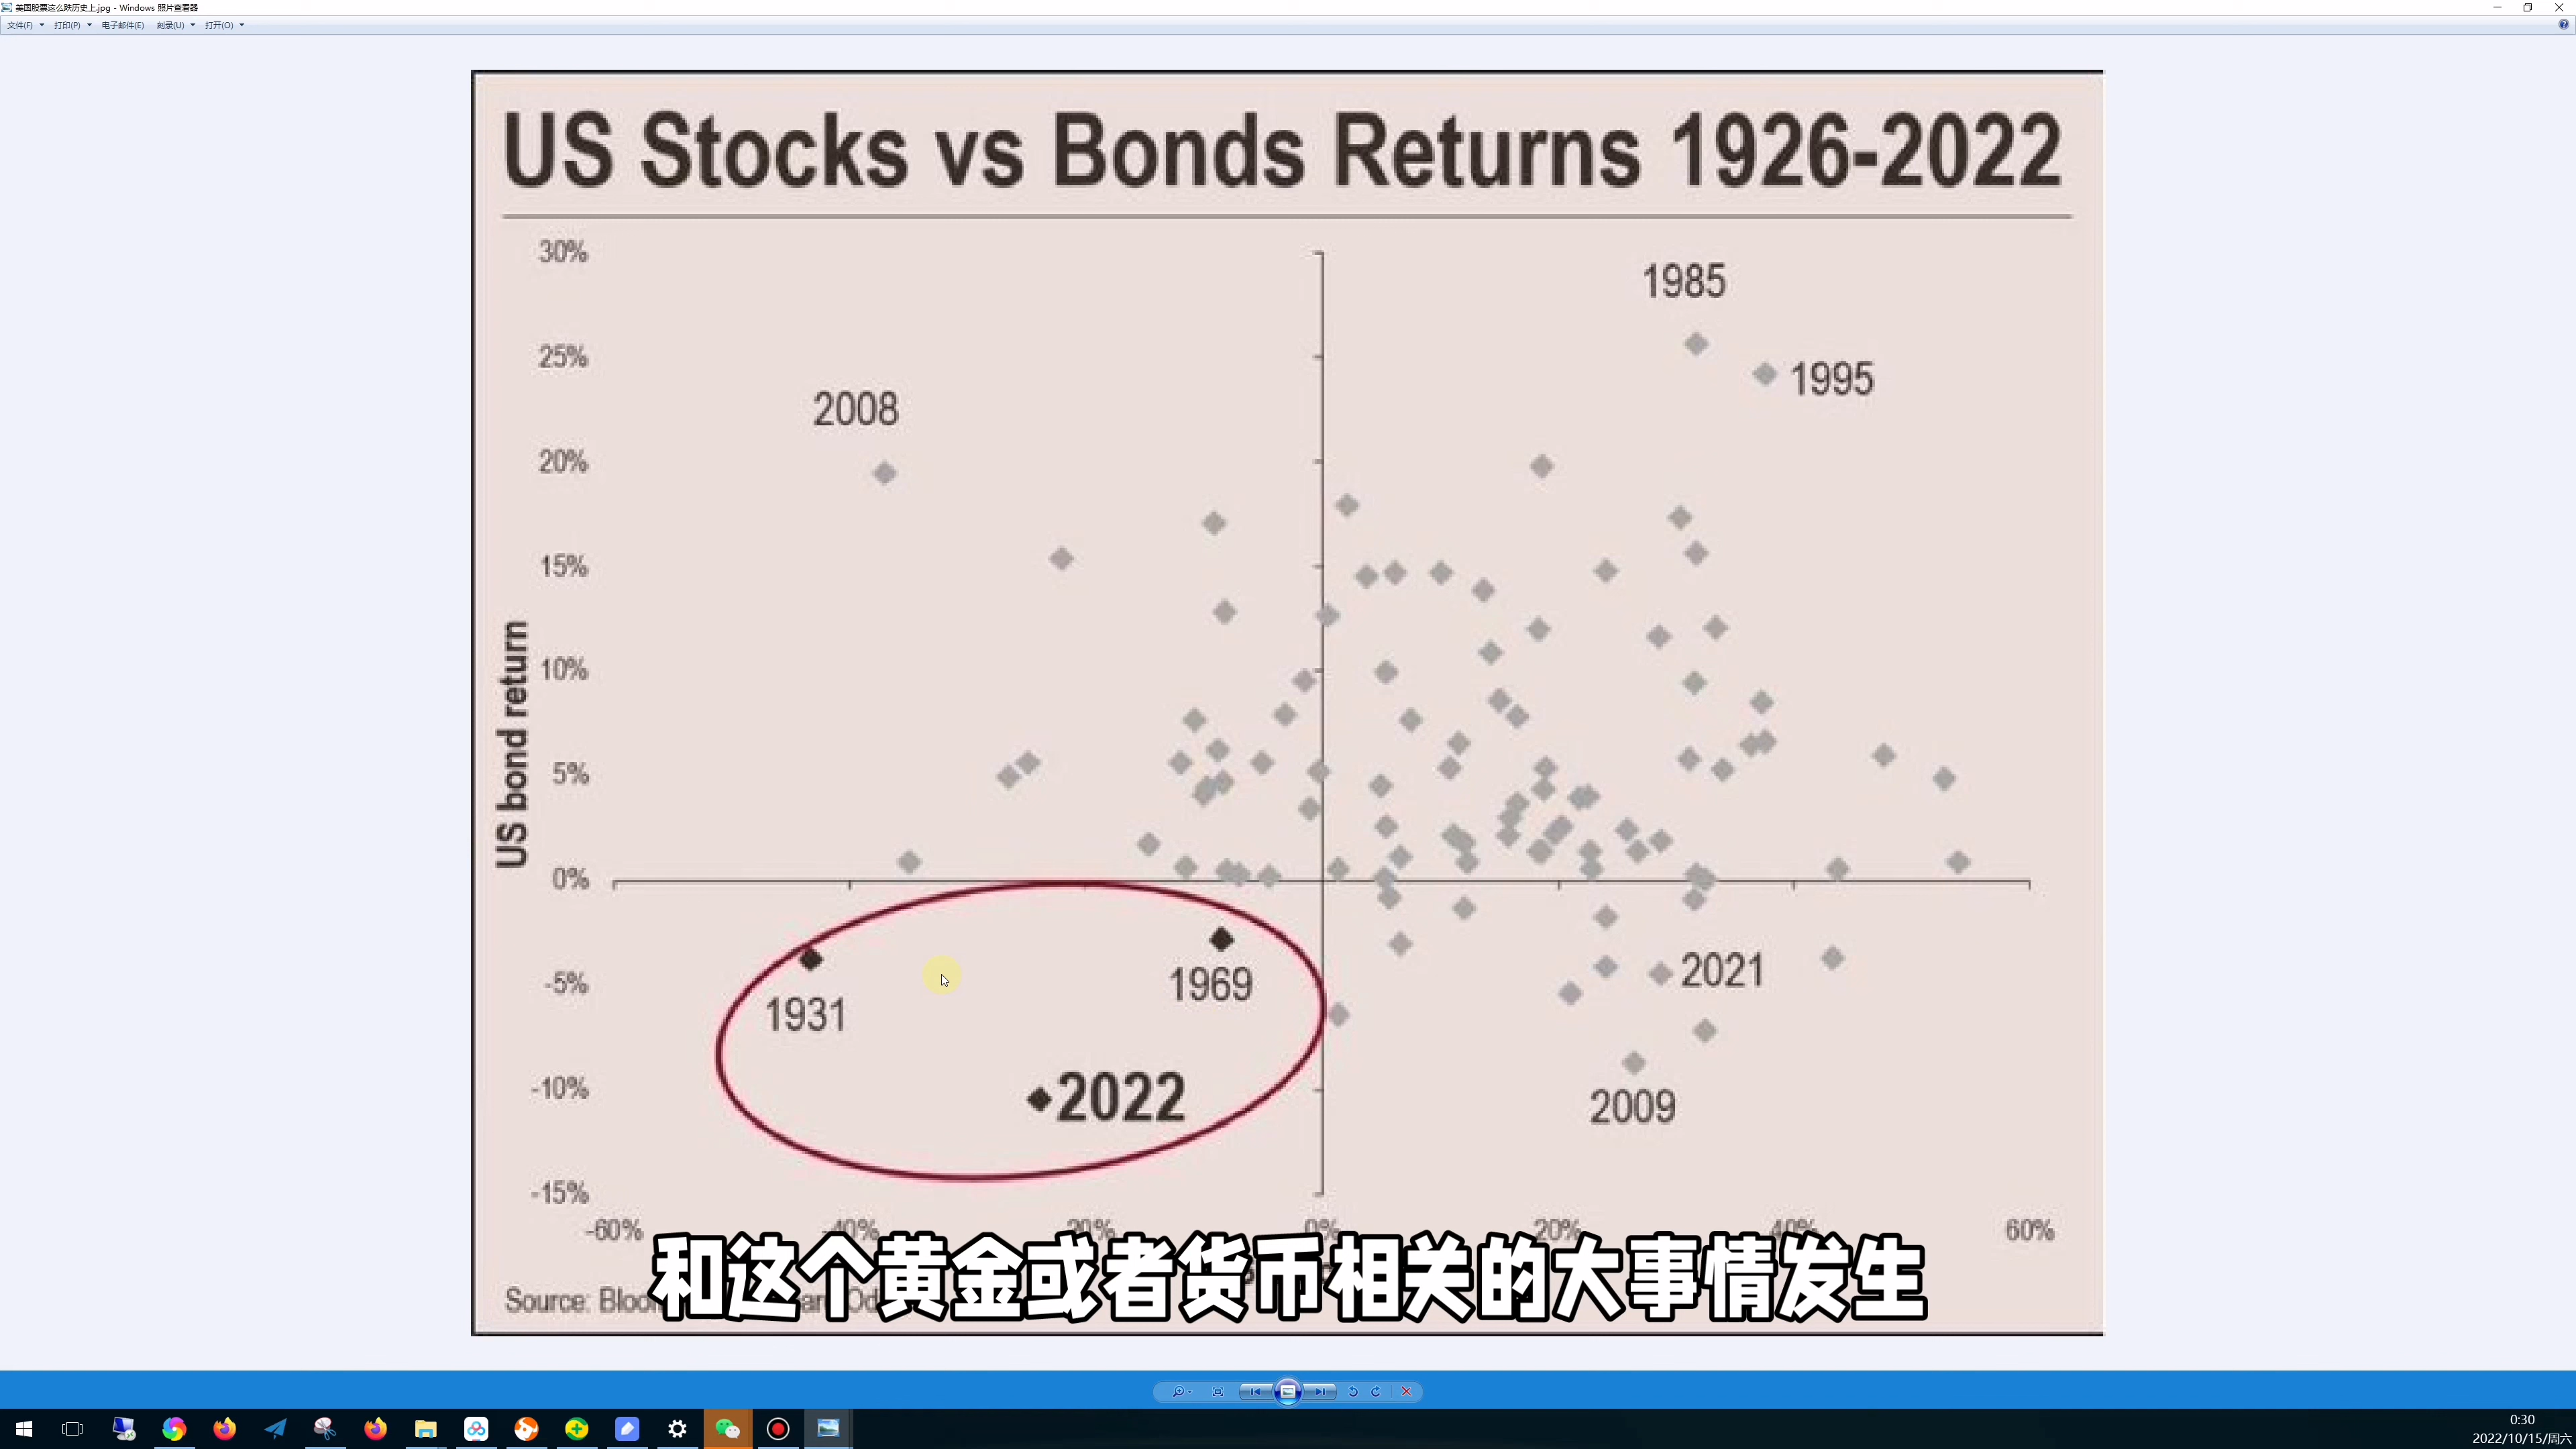 美国股票这么跌历史上.jpg - Windows 照片查看器
文件(F) 打印(P) 电子邮件(E) 刻录(U) 打开(O)
US Stocks vs Bonds Returns 1926-2022
30%
1985
25%
1995
2008
20%
15%
US bond return
10%
5%
0%
-5%
1931
1969
2021
-10%
2022
2009
-15%
-60% -40% 20% 0% 20% 40% 60%
和这个黄金或者货币相关的大事情发生
Source:
0:30
2022/10/15/周六